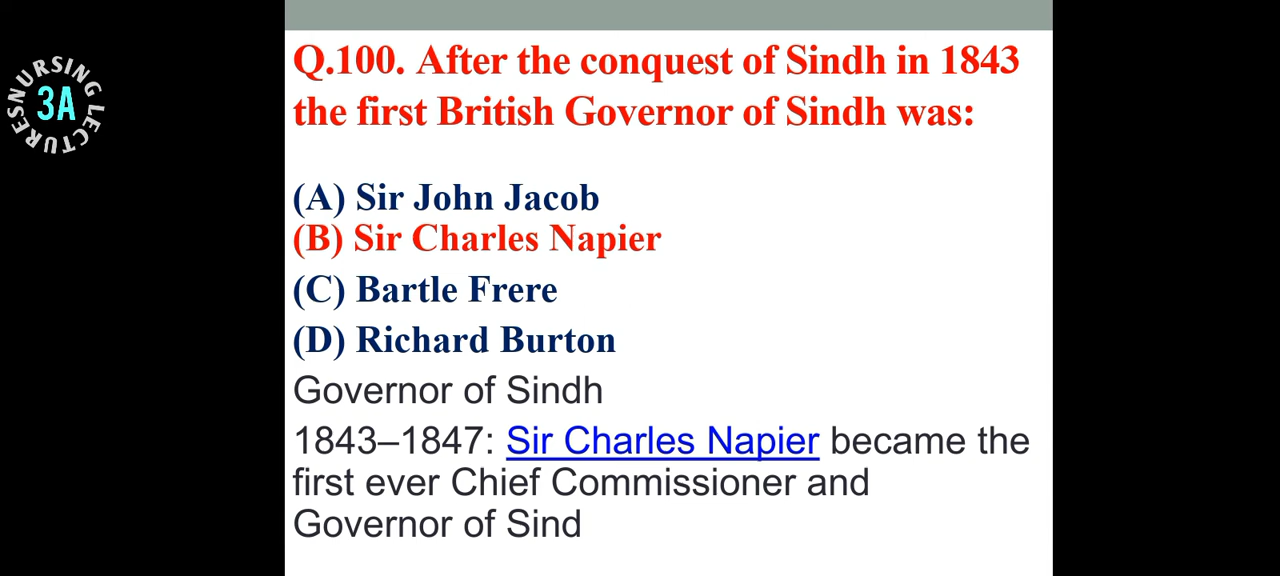 NURSING LECTURES
3A
Q.100. After the conquest of Sindh in 1843
the first British Governor of Sindh was:
(A) Sir John Jacob
(B) Sir Charles Napier
(C) Bartle Frere
(D) Richard Burton
Governor of Sindh
1843–1847: Sir Charles Napier became the
first ever Chief Commissioner and
Governor of Sind